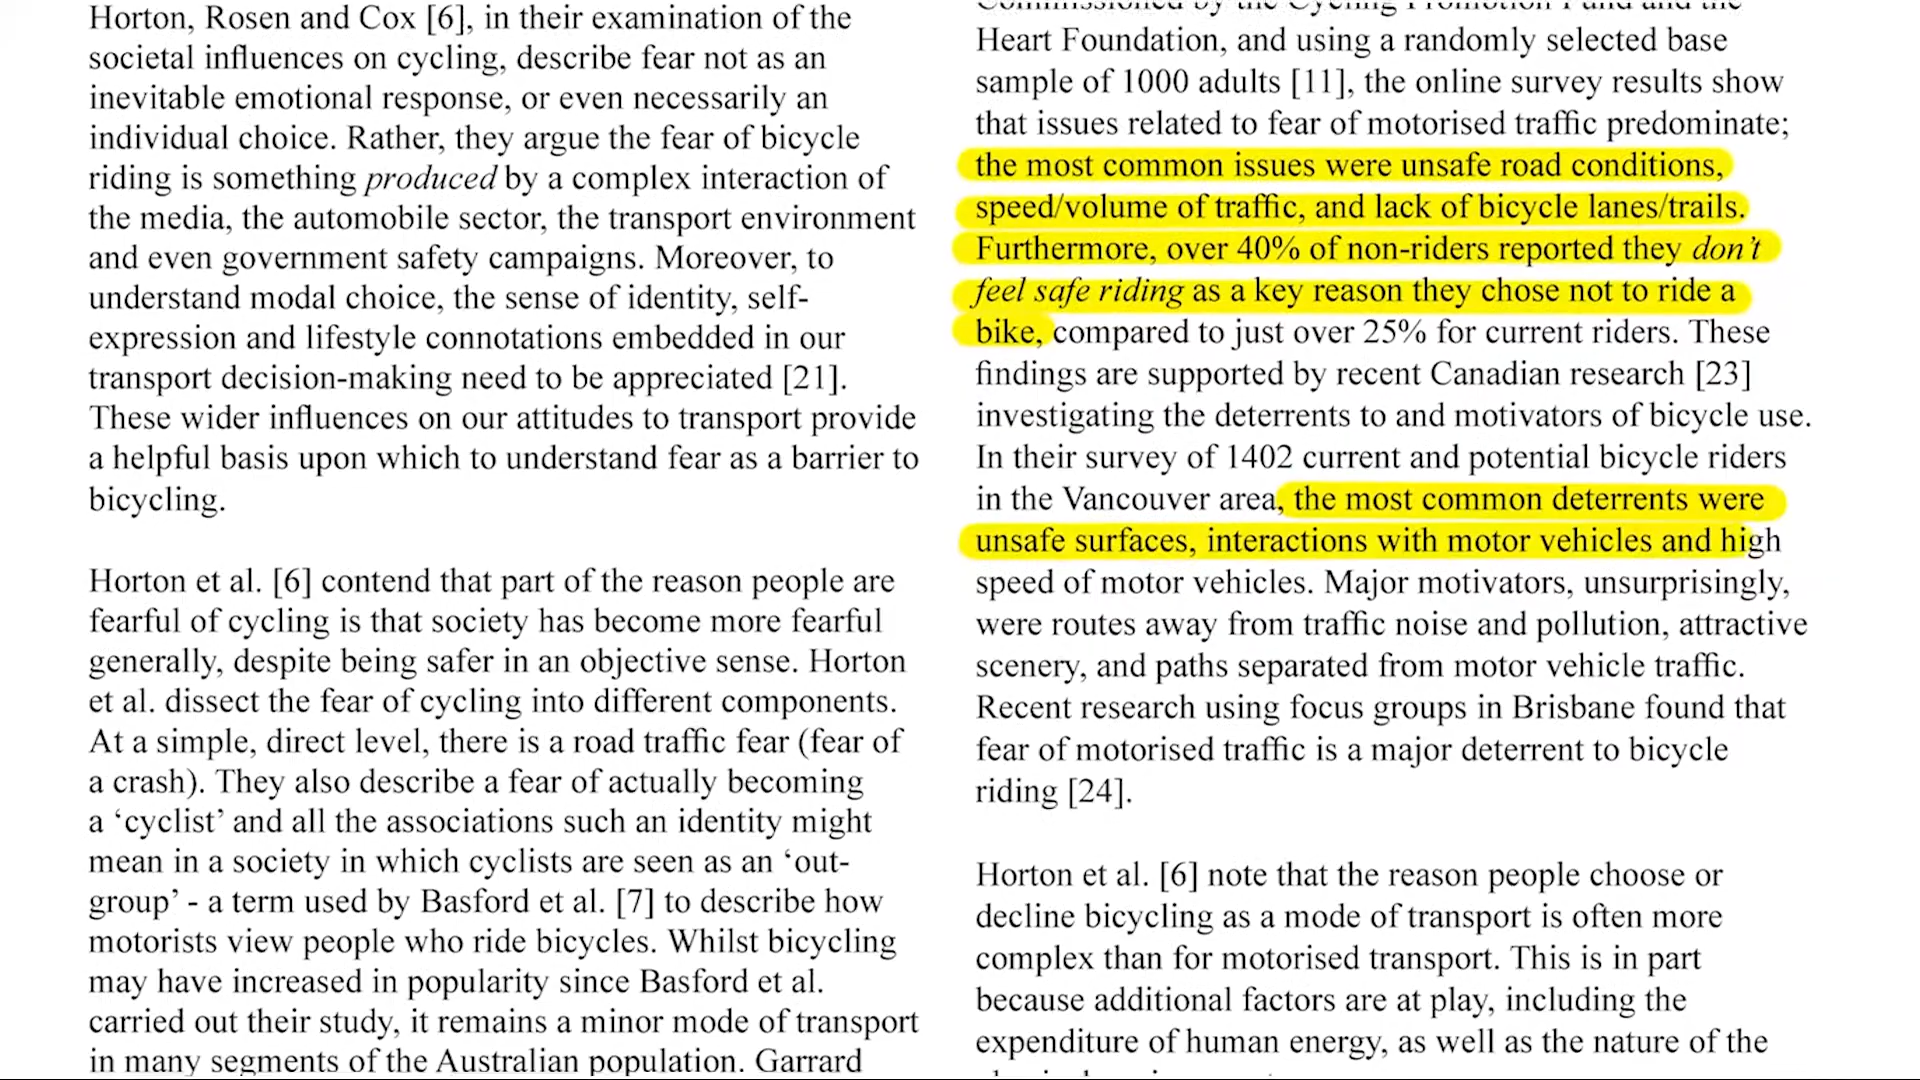 Horton, Rosen and Cox [6], in their examination of the
societal influences on cycling, describe fear not as an
inevitable emotional response, or even necessarily an
individual choice. Rather, they argue the fear of bicycle
riding is something produced by a complex interaction of
the media, the automobile sector, the transport environment
and even government safety campaigns. Moreover, to
understand modal choice, the sense of identity, self-
expression and lifestyle connotations embedded in our
transport decision-making need to be appreciated [21].
These wider influences on our attitudes to transport provide
a helpful basis upon which to understand fear as a barrier to
bicycling.
Horton et al. [6] contend that part of the reason people are
fearful of cycling is that society has become more fearful
generally, despite being safer in an objective sense. Horton
et al. dissect the fear of cycling into different components.
At a simple, direct level, there is a road traffic fear (fear of
a crash). They also describe a fear of actually becoming
a ‘cyclist’ and all the associations such an identity might
mean in a society in which cyclists are seen as an ‘out-
group’ - a term used by Basford et al. [7] to describe how
motorists view people who ride bicycles. Whilst bicycling
may have increased in popularity since Basford et al.
carried out their study, it remains a minor mode of transport
in many segments of the Australian population. Garrard
Commissioned by the Cycling Promotion Fund and the
Heart Foundation, and using a randomly selected base
sample of 1000 adults [11], the online survey results show
that issues related to fear of motorised traffic predominate;
the most common issues were unsafe road conditions,
speed/volume of traffic, and lack of bicycle lanes/trails.
Furthermore, over 40% of non-riders reported they don’t
feel safe riding as a key reason they chose not to ride a
bike, compared to just over 25% for current riders. These
findings are supported by recent Canadian research [23]
investigating the deterrents to and motivators of bicycle use.
In their survey of 1402 current and potential bicycle riders
in the Vancouver area, the most common deterrents were
unsafe surfaces, interactions with motor vehicles and high
speed of motor vehicles. Major motivators, unsurprisingly,
were routes away from traffic noise and pollution, attractive
scenery, and paths separated from motor vehicle traffic.
Recent research using focus groups in Brisbane found that
fear of motorised traffic is a major deterrent to bicycle
riding [24].
Horton et al. [6] note that the reason people choose or
decline bicycling as a mode of transport is often more
complex than for motorised transport. This is in part
because additional factors are at play, including the
expenditure of human energy, as well as the nature of the